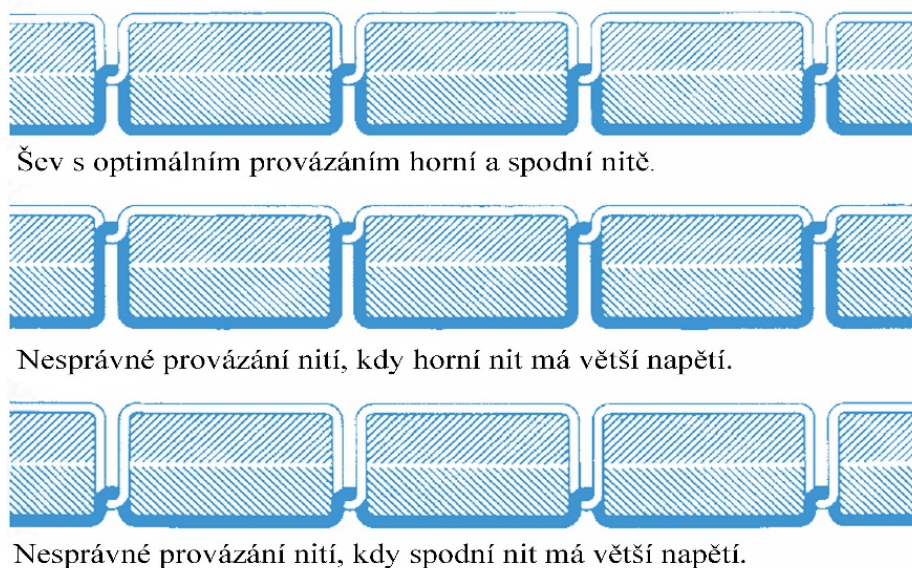 Šev s optimálním provázáním horní a spodní nitě.
Nesprávné provázání nití, kdy horní nit má větší napětí.
Nesprávné provázání nití, kdy spodní nit má větší napětí.